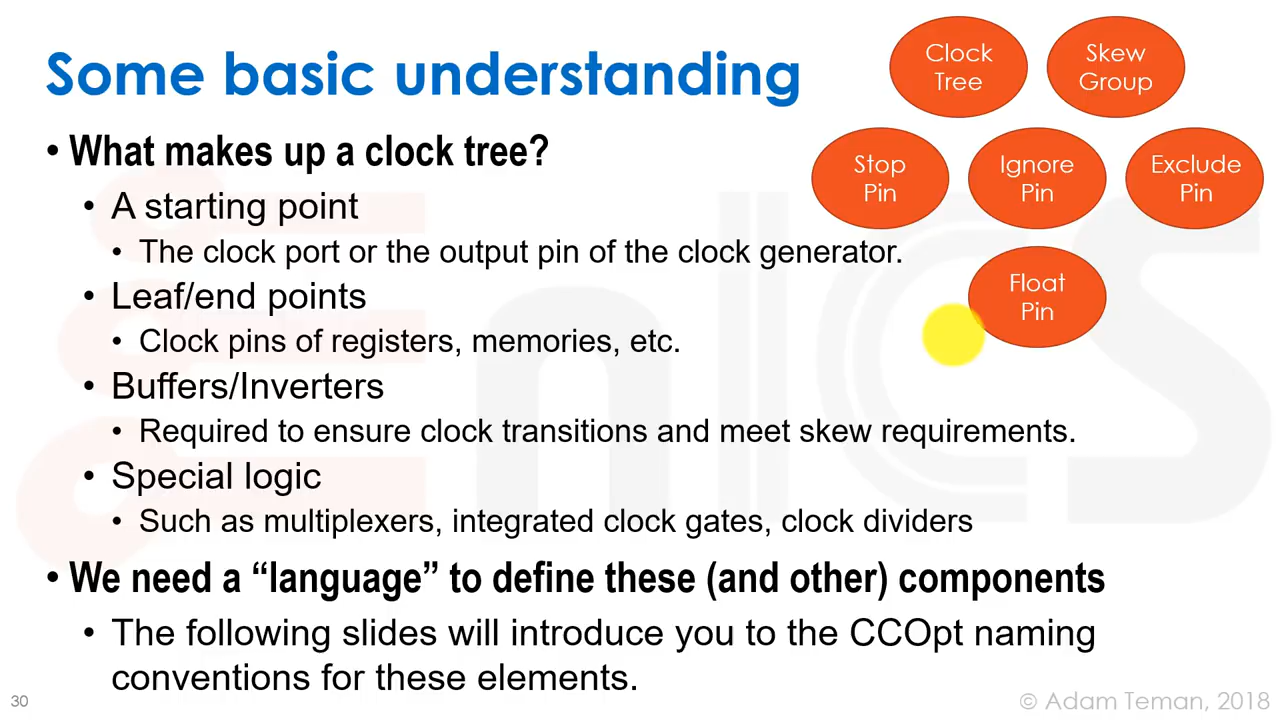 Some basic understanding
• What makes up a clock tree?
• A starting point
• The clock port or the output pin of the clock generator.
• Leaf/end points
• Clock pins of registers, memories, etc.
• Buffers/Inverters
• Required to ensure clock transitions and meet skew requirements.
• Special logic
• Such as multiplexers, integrated clock gates, clock dividers
• We need a “language” to define these (and other) components
• The following slides will introduce you to the CCOpt naming
conventions for these elements.
Clock
Tree
Skew
Group
Stop
Pin
Ignore
Pin
Exclude
Pin
Float
Pin
EnICS
30
© Adam Teman, 2018